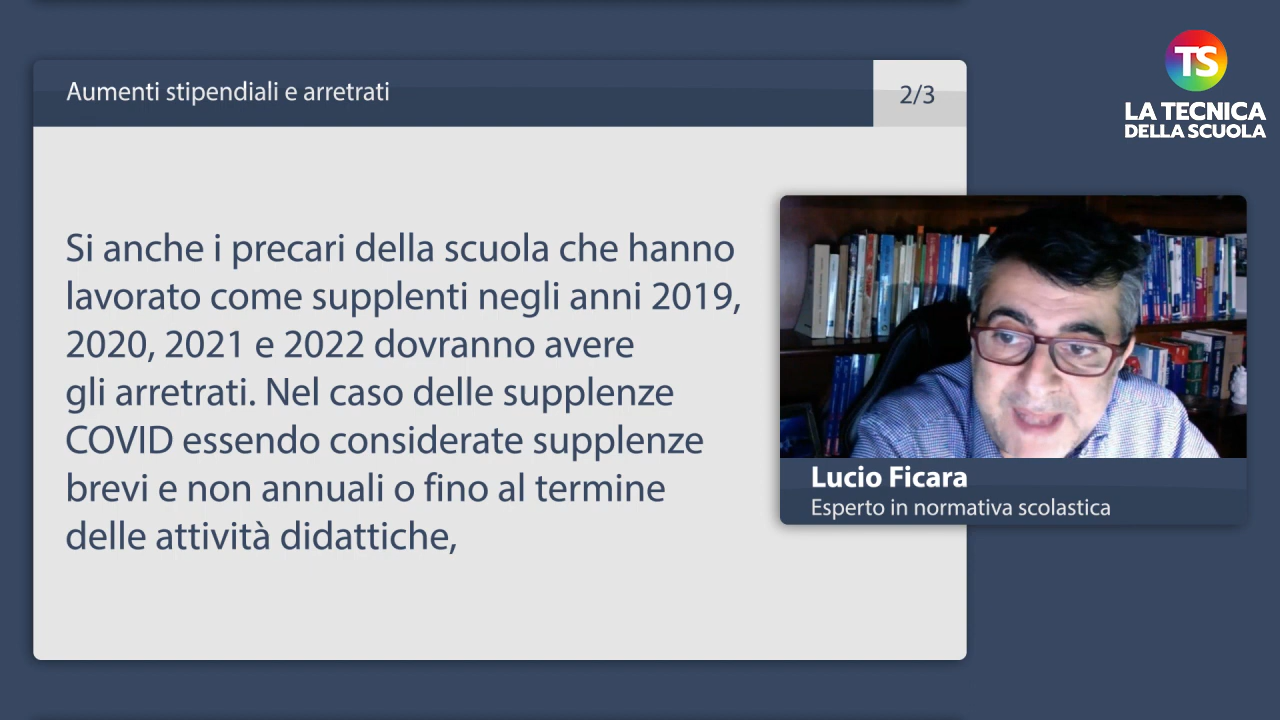 Aumenti stipendiali e arretrati
2/3
TS
LA TECNICA
DELLA SCUOLA
Si anche i precari della scuola che hanno
lavorato come supplenti negli anni 2019,
2020, 2021 e 2022 dovranno avere
gli arretrati. Nel caso delle supplenze
COVID essendo considerate supplenze
brevi e non annuali o fino al termine
delle attività didattiche,
Lucio Ficara
Esperto in normativa scolastica